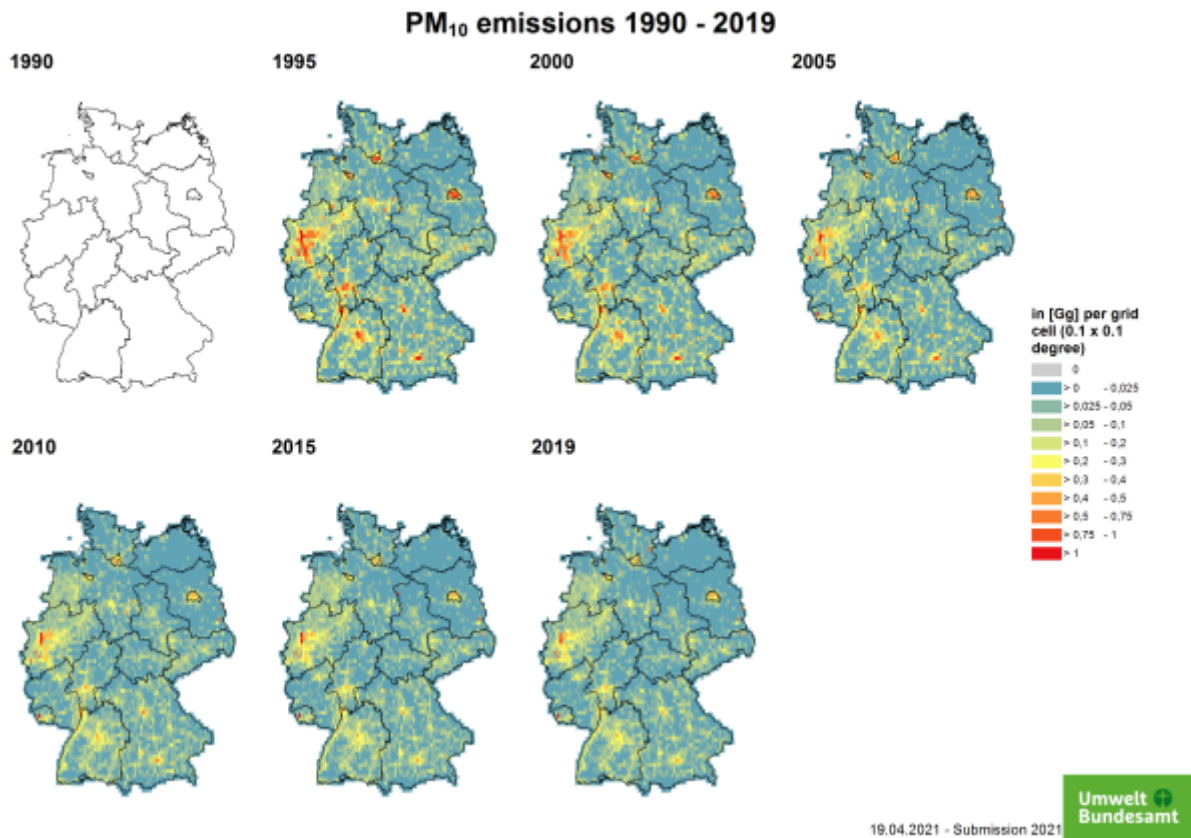 PM₁₀ emissions 1990 - 2019
1990
1995
2000
2005
in [Gg] per grid
cell (0.1 x 0.1
degree)
0
> 0 - 0,025
> 0,025 - 0,05
> 0,05 - 0,1
> 0,1 - 0,2
> 0,2 - 0,3
> 0,3 - 0,4
> 0,4 - 0,5
> 0,5 - 0,75
> 0,75 - 1
> 1
2010
2015
2019
Umwelt
Bundesamt
19.04.2021 - Submission 2021